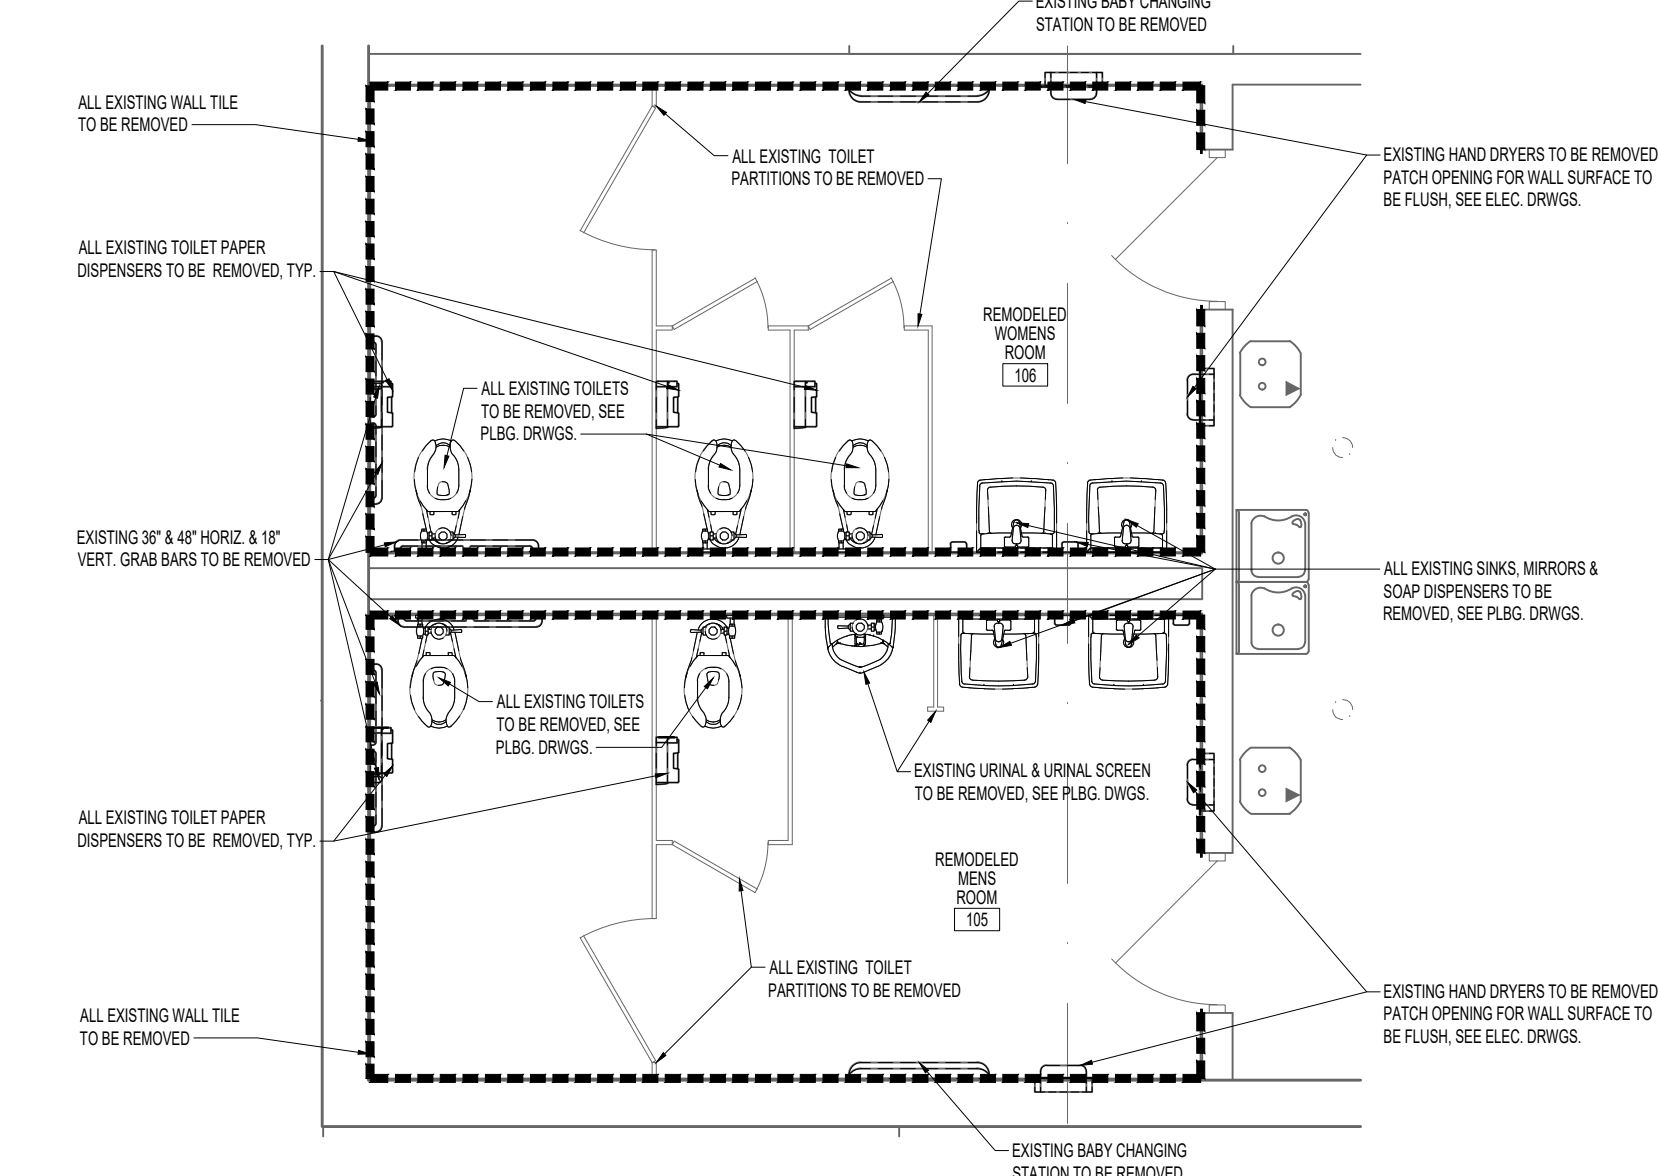 EXISTING BABY CHANGING
STATION TO BE REMOVED
ALL EXISTING WALL TILE
TO BE REMOVED
ALL EXISTING TOILET
PARTITIONS TO BE REMOVED
EXISTING HAND DRYERS TO BE REMOVED
PATCH OPENING FOR WALL SURFACE TO
BE FLUSH, SEE ELEC. DRWGS.
ALL EXISTING TOILET PAPER
DISPENSERS TO BE REMOVED, TYP.
REMODELED
WOMENS
ROOM
106
ALL EXISTING TOILETS
TO BE REMOVED, SEE
PLBG. DRWGS.
EXISTING 36" & 48" HORIZ. & 18"
VERT. GRAB BARS TO BE REMOVED
ALL EXISTING SINKS, MIRRORS &
SOAP DISPENSERS TO BE
REMOVED, SEE PLBG. DRWGS.
ALL EXISTING TOILETS
TO BE REMOVED, SEE
PLBG. DRWGS.
EXISTING URINAL & URINAL SCREEN
TO BE REMOVED, SEE PLBG. DWGS.
ALL EXISTING TOILET PAPER
DISPENSERS TO BE REMOVED, TYP.
REMODELED
MENS
ROOM
105
ALL EXISTING TOILET
PARTITIONS TO BE REMOVED
EXISTING HAND DRYERS TO BE REMOVED
PATCH OPENING FOR WALL SURFACE TO
BE FLUSH, SEE ELEC. DRWGS.
ALL EXISTING WALL TILE
TO BE REMOVED
EXISTING BABY CHANGING
STATION TO BE REMOVED